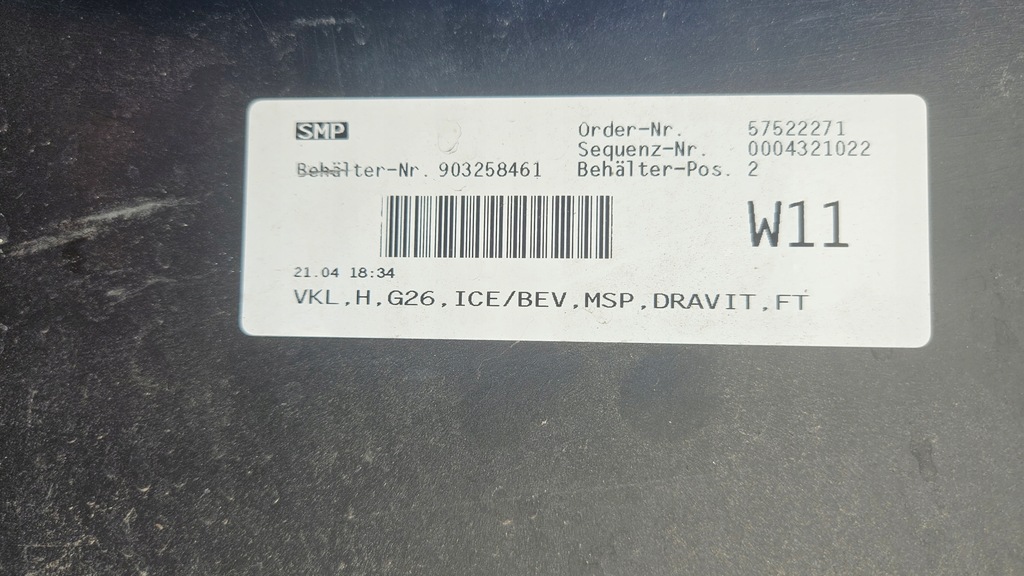 SMP
Order-Nr. 57522271
Sequenz-Nr. 0004321022
Behälter-Nr. 903258461 Behälter-Pos. 2
W11
21.04 18:34
VKL,H,G26,ICE/BEV,MSP,DRAVIT,FT